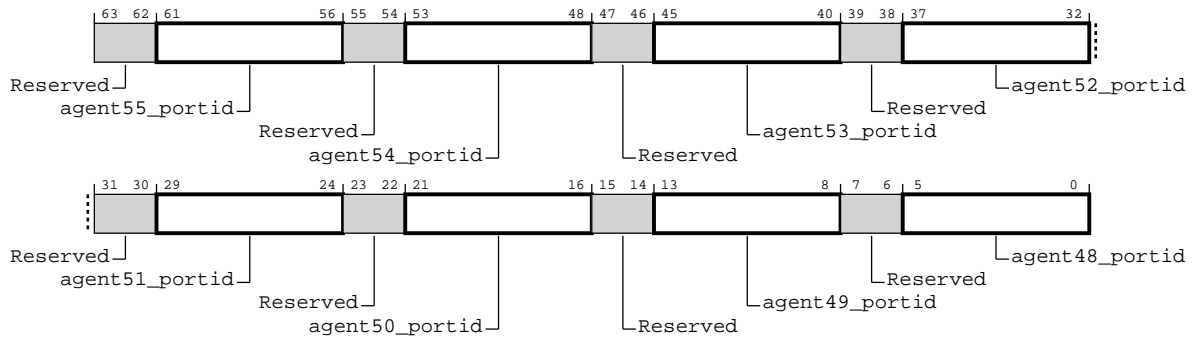 63 62 61 56 55 54 53 48 47 46 45 40 39 38 37 32
Reserved agent52_portid
agent55_portid Reserved
Reserved agent53_portid
agent54_portid Reserved
31 30 29 24 23 22 21 16 15 14 13 8 7 6 5 0
Reserved agent48_portid
agent51_portid Reserved
Reserved agent49_portid
agent50_portid Reserved